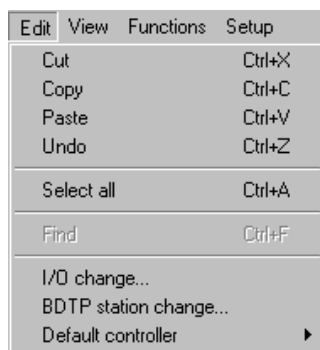 Edit View Functions Setup
Cut Ctrl+X
Copy Ctrl+C
Paste Ctrl+V
Undo Ctrl+Z
Select all Ctrl+A
Find Ctrl+F
I/O change...
BDTP station change...
Default controller